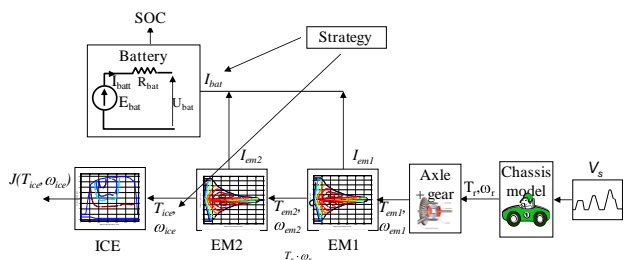 SOC
Strategy
Battery
I_batt
R_bat
E_bat
U_bat
I_bat
I_em2
I_em1
J(T_ice, ω_ice)
T_ice,
ω_ice
T_em2,
ω_em2
T_em1,
ω_em1
Axle
+gear
T_r,ω_r
Chassis
model
V_s
ICE
EM2
EM1